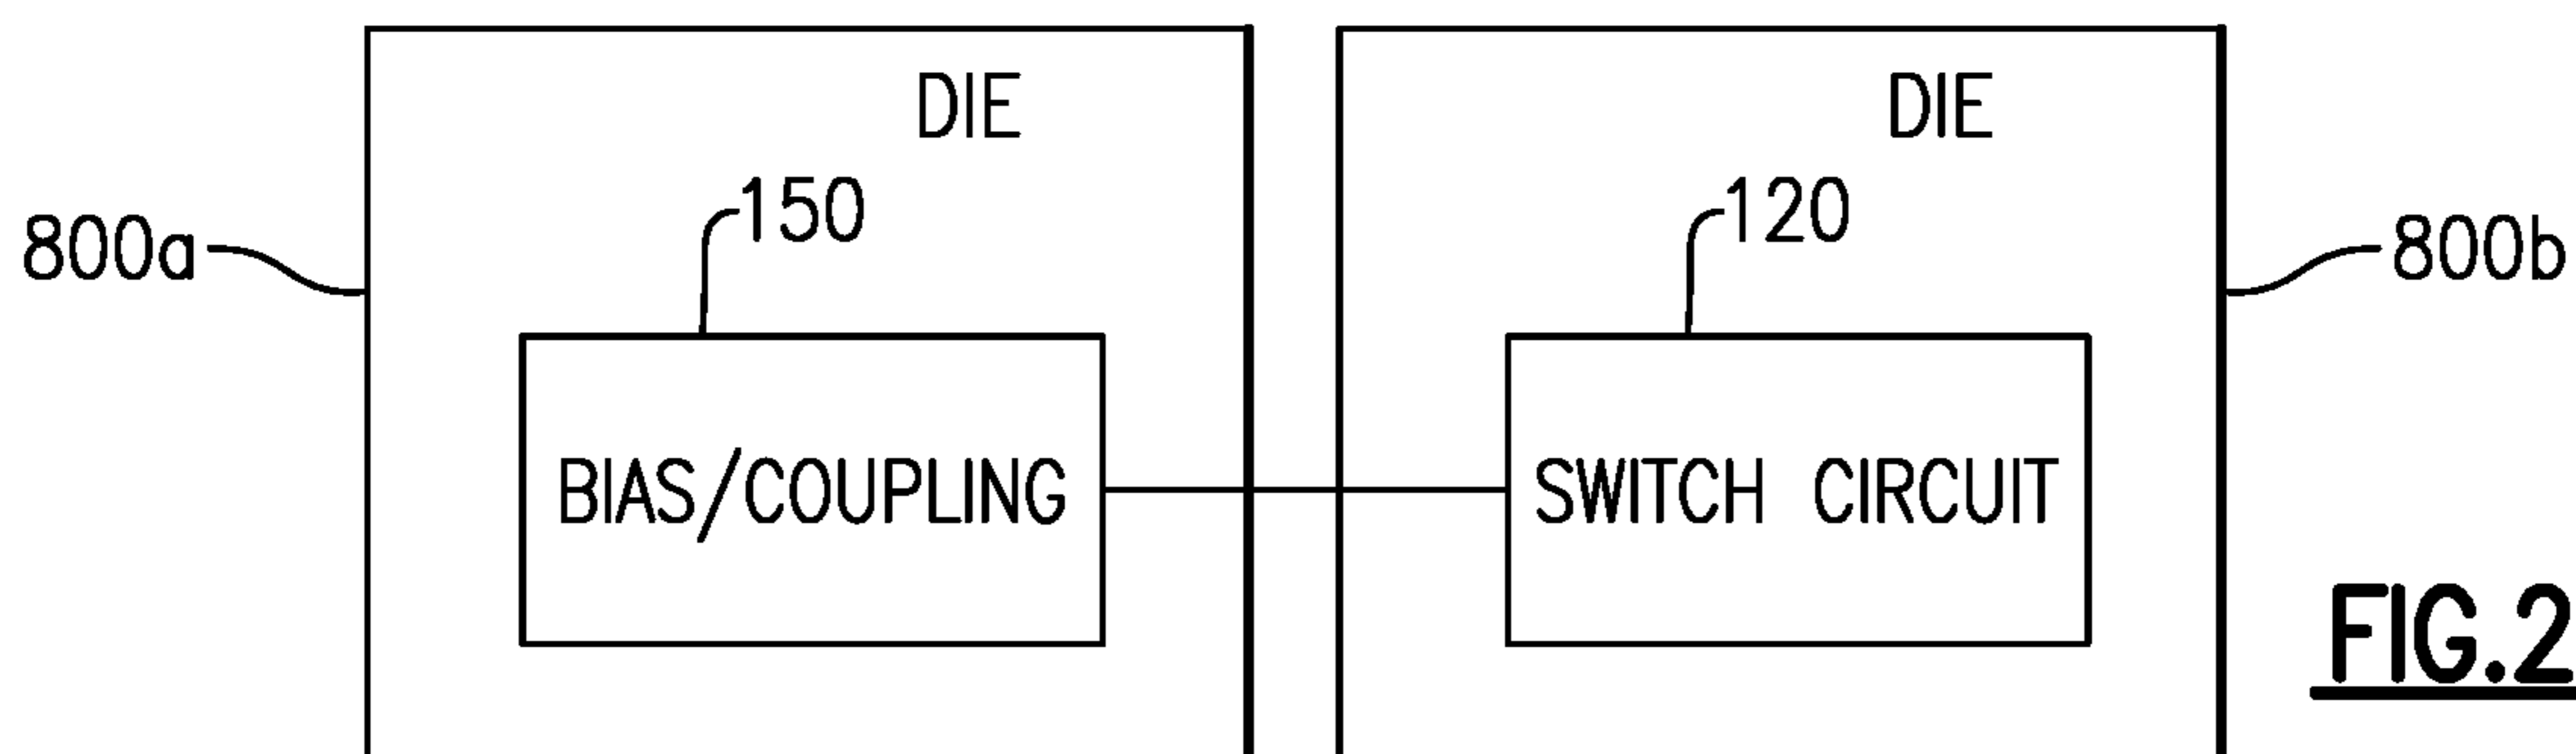 DIE
DIE
150
120
800a
800b
BIAS/COUPLING
SWITCH CIRCUIT
FIG.2